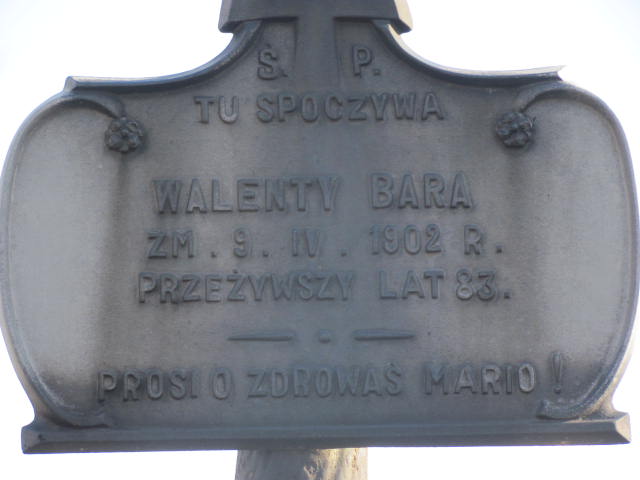 Ś. P.
TU SPOCZYWA
WALENTY BARA
ZM. 9. IV. 1902 R.
PRZEŻYWSZY LAT 83.
PROSI O ZDROWAŚ MARIO!